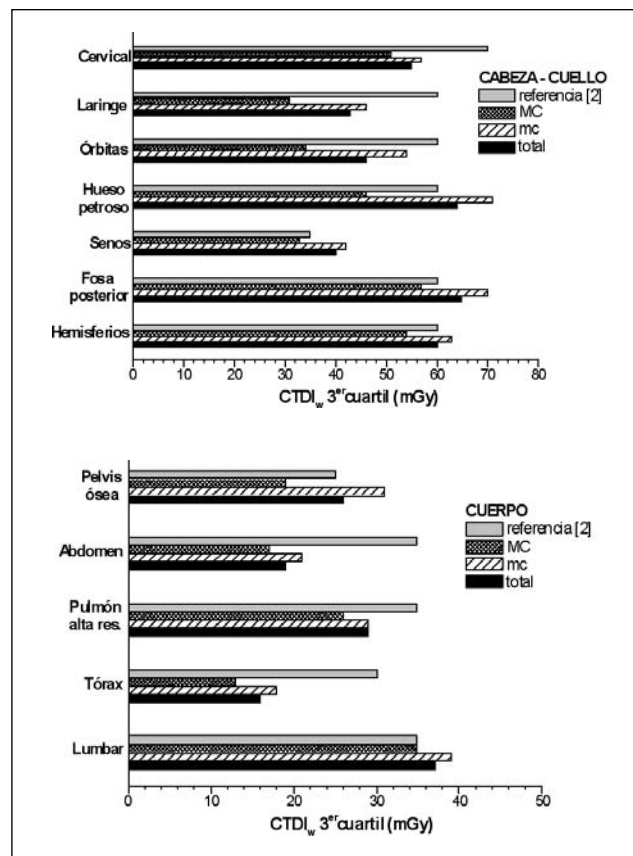 Cervical
Laringe
Órbitas
Hueso
petroso
Senos
Fosa
posterior
Hemisferios
CABEZA - CUELLO
referencia [2]
MC
mc
total
0 10 20 30 40 50 60 70 80
CTDIw 3er cuartil (mGy)
Pelvis
ósea
Abdomen
Pulmón
alta res.
Tórax
Lumbar
CUERPO
referencia [2]
MC
mc
total
0 10 20 30 40 50
CTDIw 3er cuartil (mGy)